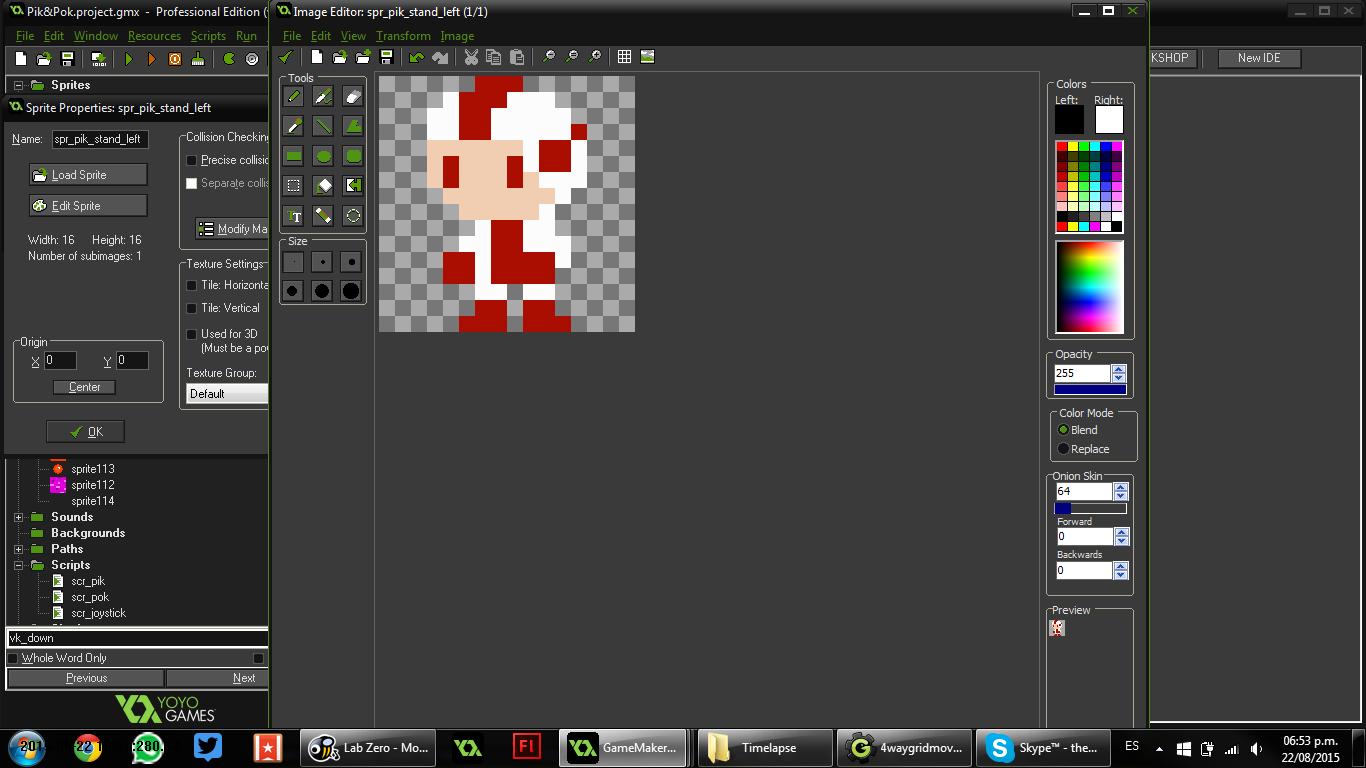 Pik&Pok.project.gmx - Professional Edition (
File Edit Window Resources Scripts Run
Sprites
Sprite Properties: spr_pik_stand_left
Name: spr_pik_stand_left
Load Sprite
Edit Sprite
Width: 16 Height: 16
Number of subimages: 1
Origin
X 0 Y 0
Center
OK
Collision Checking
Precise collisio
Separate collis
Modify Ma
Texture Settings
Tile: Horizonta
Tile: Vertical
Used for 3D
(Must be a po
Texture Group:
Default
sprite113
sprite112
sprite114
Sounds
Backgrounds
Paths
Scripts
scr_pik
scr_pok
scr_joystick
vk_down
Whole Word Only
Previous Next
YOYO
GAMES
Image Editor: spr_pik_stand_left (1/1)
File Edit View Transform Image
Tools
Size
KSHOP New IDE
Colors
Left: Right:
Opacity
255
Color Mode
Blend
Replace
Onion Skin
64
Forward
0
Backwards
0
Preview
201 22 1 :280. Fl Lab Zero - Mo... GameMaker... Timelapse 4waygridmov... Skype™ - the... ES
06:53 p.m.
22/08/2015